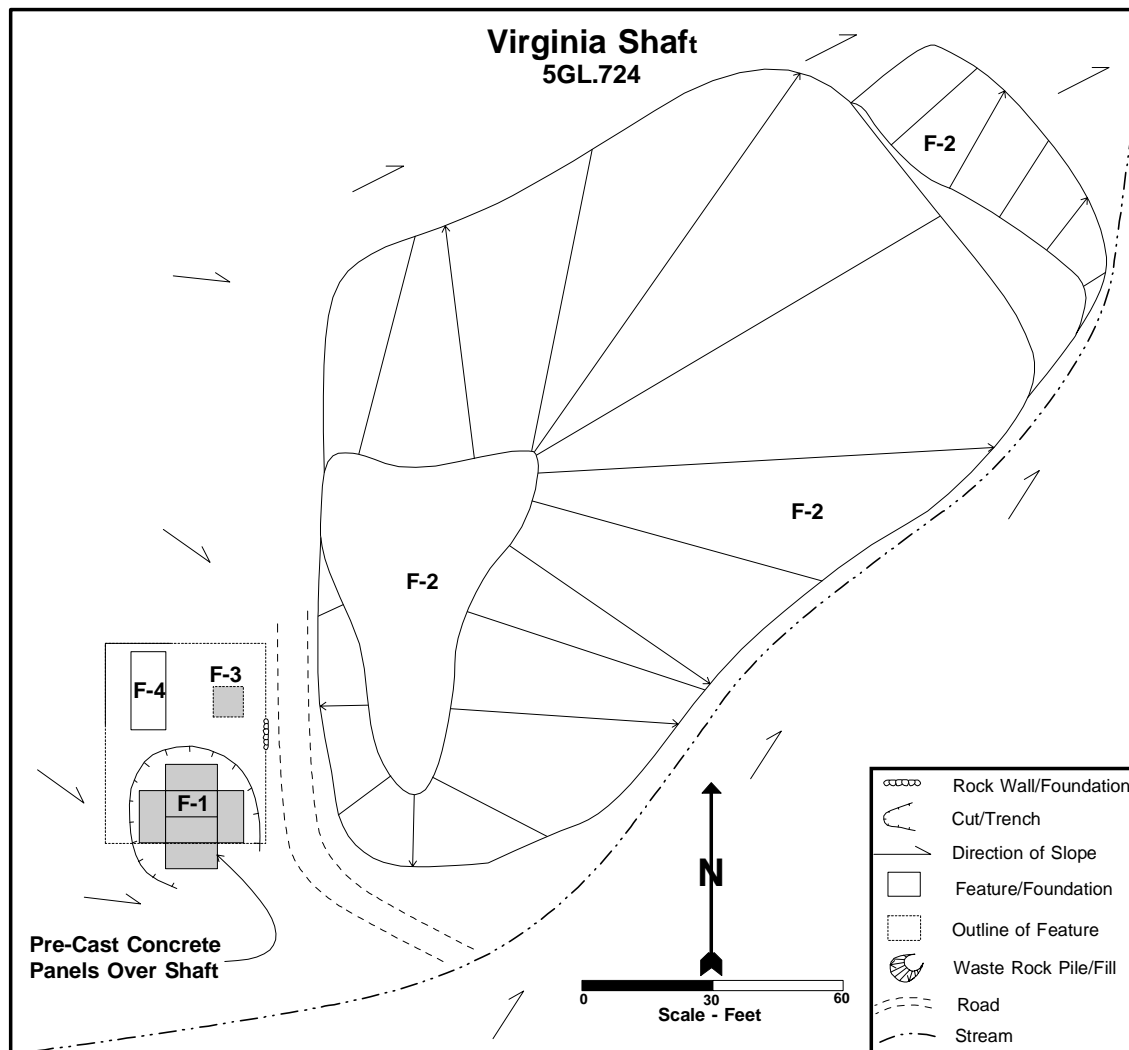 Virginia Shaft
5GL.724
F-2
F-2
F-2
F-4
F-3
F-1
Pre-Cast Concrete
Panels Over Shaft
N
0 30 60
Scale - Feet
Rock Wall/Foundation
Cut/Trench
Direction of Slope
Feature/Foundation
Outline of Feature
Waste Rock Pile/Fill
Road
Stream